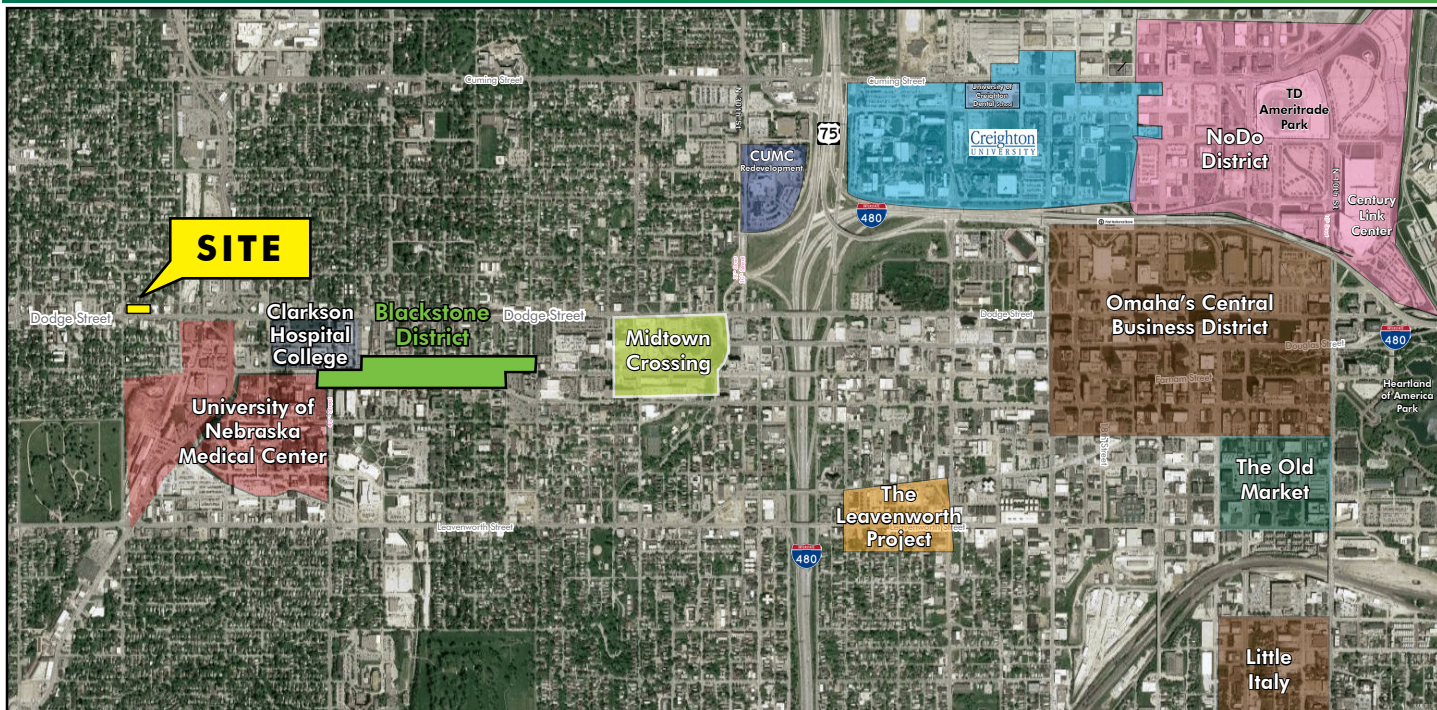 Cuming Street
Cuming Street
University of
Creighton
Dental School
TD
Ameritrade
Park
75
Creighton
UNIVERSITY
NoDo
District
CUMC
Redevelopment
480
Century
Link
Center
SITE
Dodge Street
Clarkson
Hospital
College
Blackstone
District
Dodge Street
Dodge Street
Omaha's Central
Business District
Douglas Street
480
Midtown
Crossing
Farnam Street
Heartland
of America
Park
University of
Nebraska
Medical Center
The Old
Market
The
Leavenworth
Project
Leavenworth Street
480
Little
Italy